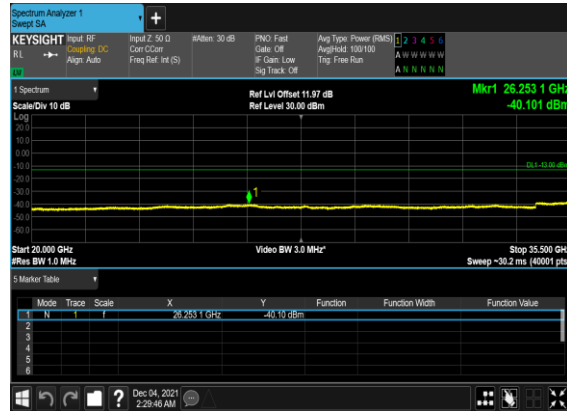 Spectrum Analyzer 1
Swept SA
+
KEYSIGHT Input: RF Input Z: 50 Ω #Atten: 30 dB PNO: Fast Avg Type: Power (RMS) 1 2 3 4 5 6
RL Coupling: DC Corr CCorr Gate: Off Avg|Hold: 100/100 A W W W W W
Align: Auto Freq Ref: Int (S) IF Gain: Low Trig: Free Run
Sig Track: Off A N N N N N
LXI
1 Spectrum Ref Lvl Offset 11.97 dB Mkr1 26.253 1 GHz
Scale/Div 10 dB Ref Level 30.00 dBm -40.101 dBm
Log
20.0
10.0
0.00
-10.0
DL1 -13.00 dBm
-20.0
-30.0
1
-40.0
-50.0
-60.0
Start 20.000 GHz Video BW 3.0 MHz* Stop 35.500 GHz
#Res BW 1.0 MHz Sweep ~30.2 ms (40001 pts)
5 Marker Table
Mode Trace Scale X Y Function Function Width Function Value
1 N 1 f 26.253 1 GHz -40.10 dBm
2
3
4
5
6
? Dec 04, 2021
2:29:46 AM